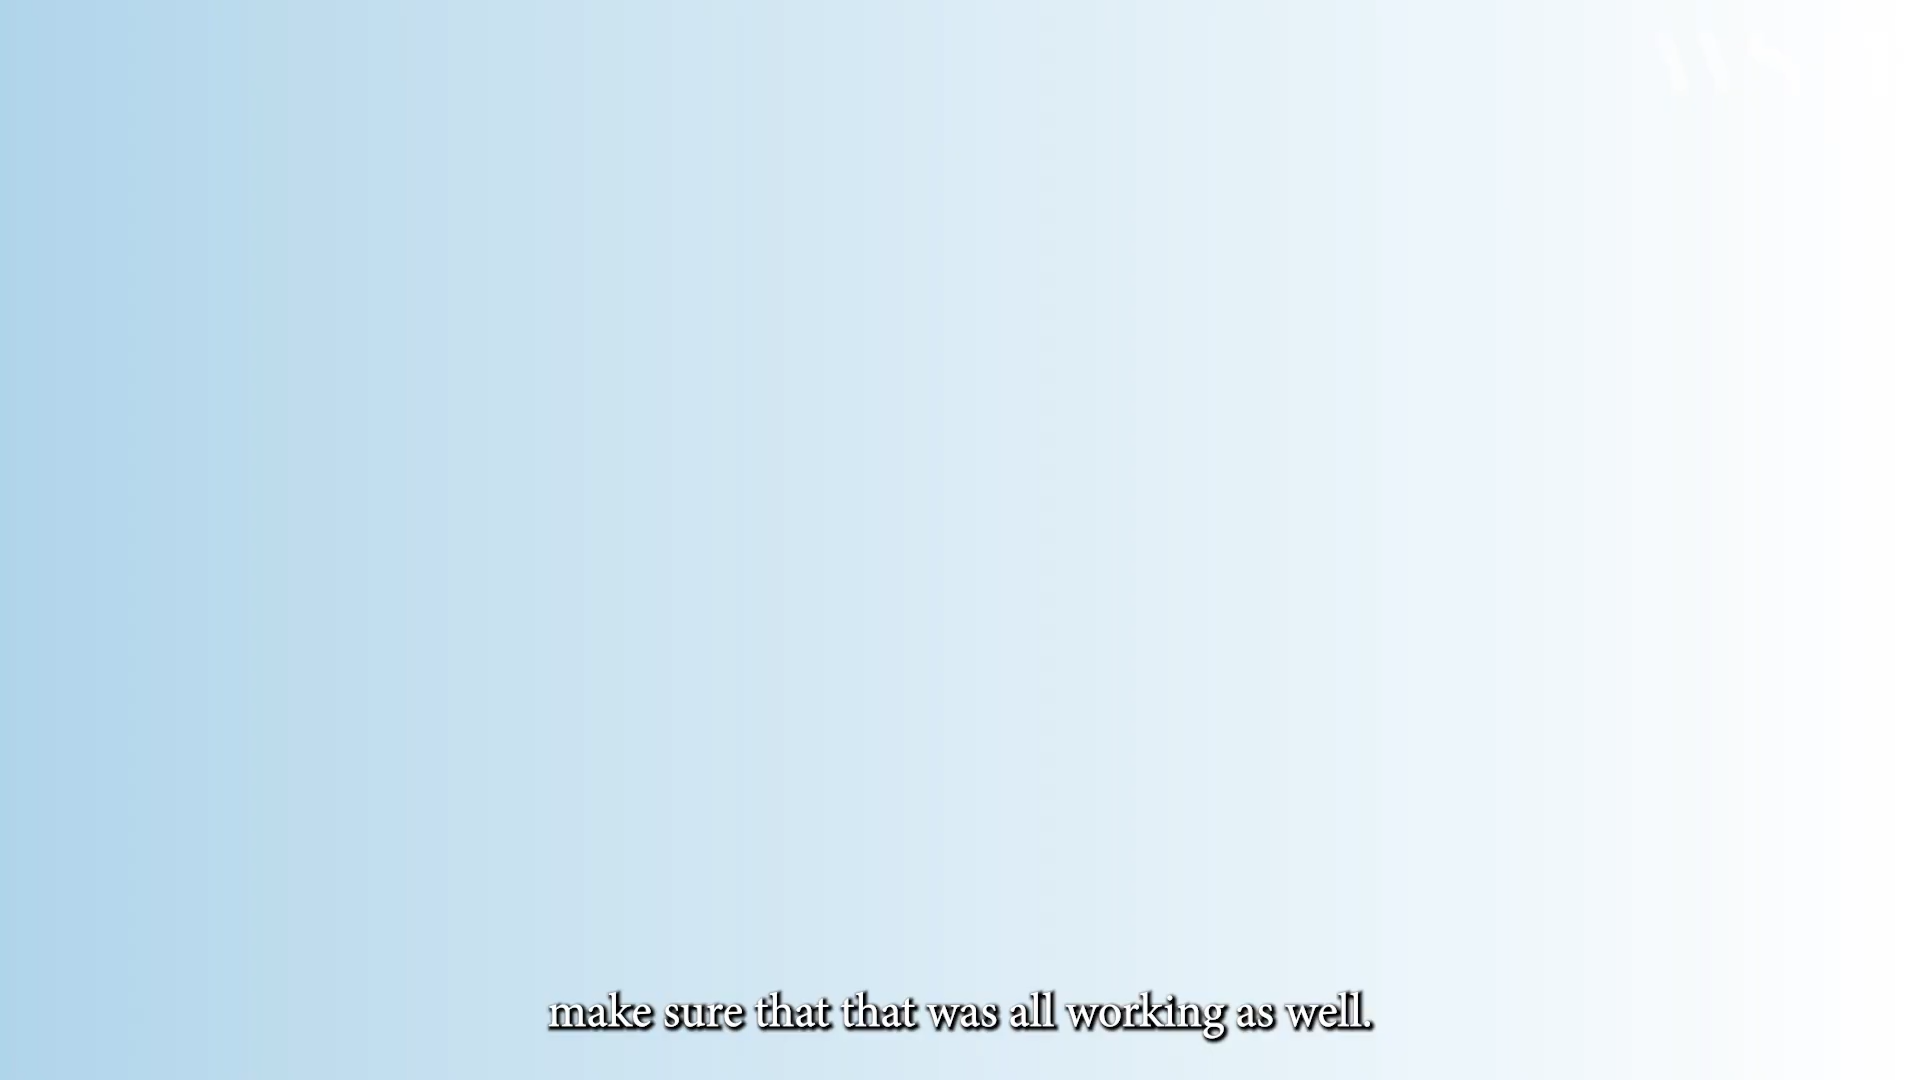 make sure that that was all working as well.